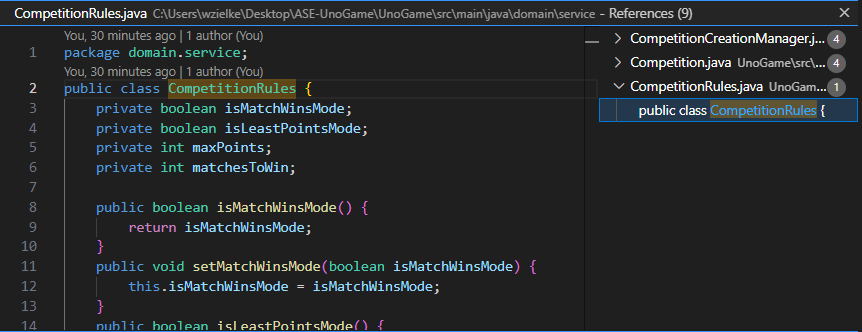 CompetitionRules.java C:\Users\wzielke\Desktop\ASE-UnoGame\UnoGame\src\main\java\domain\service - References (9)
You, 30 minutes ago | 1 author (You)
1 package domain.service;
You, 30 minutes ago | 1 author (You)
2 public class CompetitionRules {
3 private boolean isMatchWinsMode;
4 private boolean isLeastPointsMode;
5 private int maxPoints;
6 private int matchesToWin;
7
8 public boolean isMatchWinsMode() {
9 return isMatchWinsMode;
10 }
11 public void setMatchWinsMode(boolean isMatchWinsMode) {
12 this.isMatchWinsMode = isMatchWinsMode;
13 }
14 public boolean isLeastPointsMode() {
CompetitionCreationManager.j... 4
Competition.java UnoGame\src\... 4
CompetitionRules.java UnoGame... 1
public class CompetitionRules {